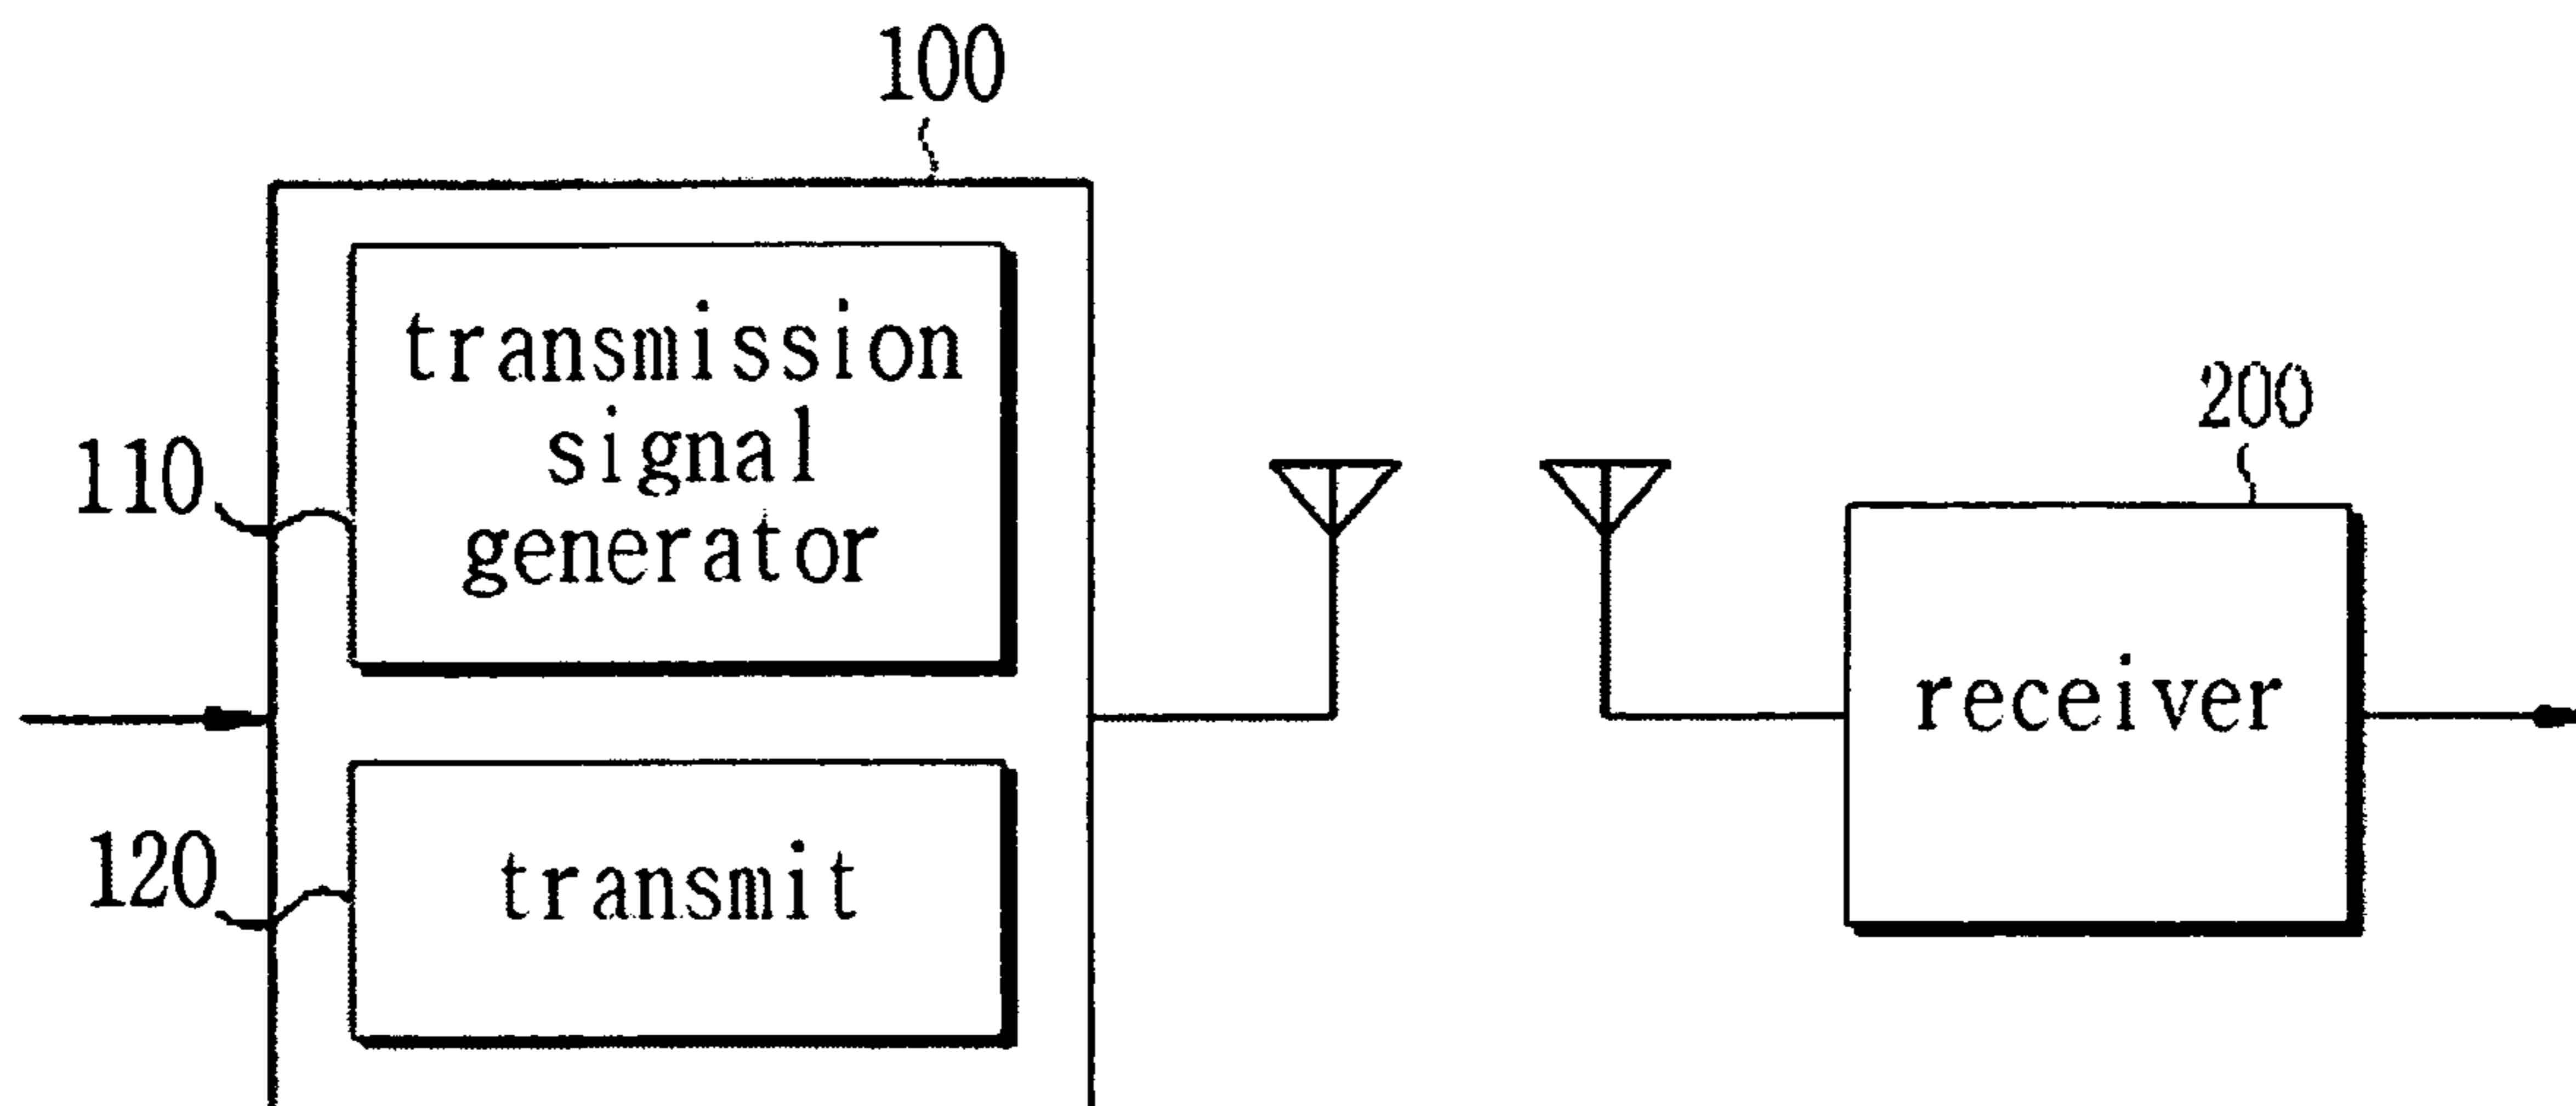 100
transmission
signal
generator
110
200
receiver
120
transmit